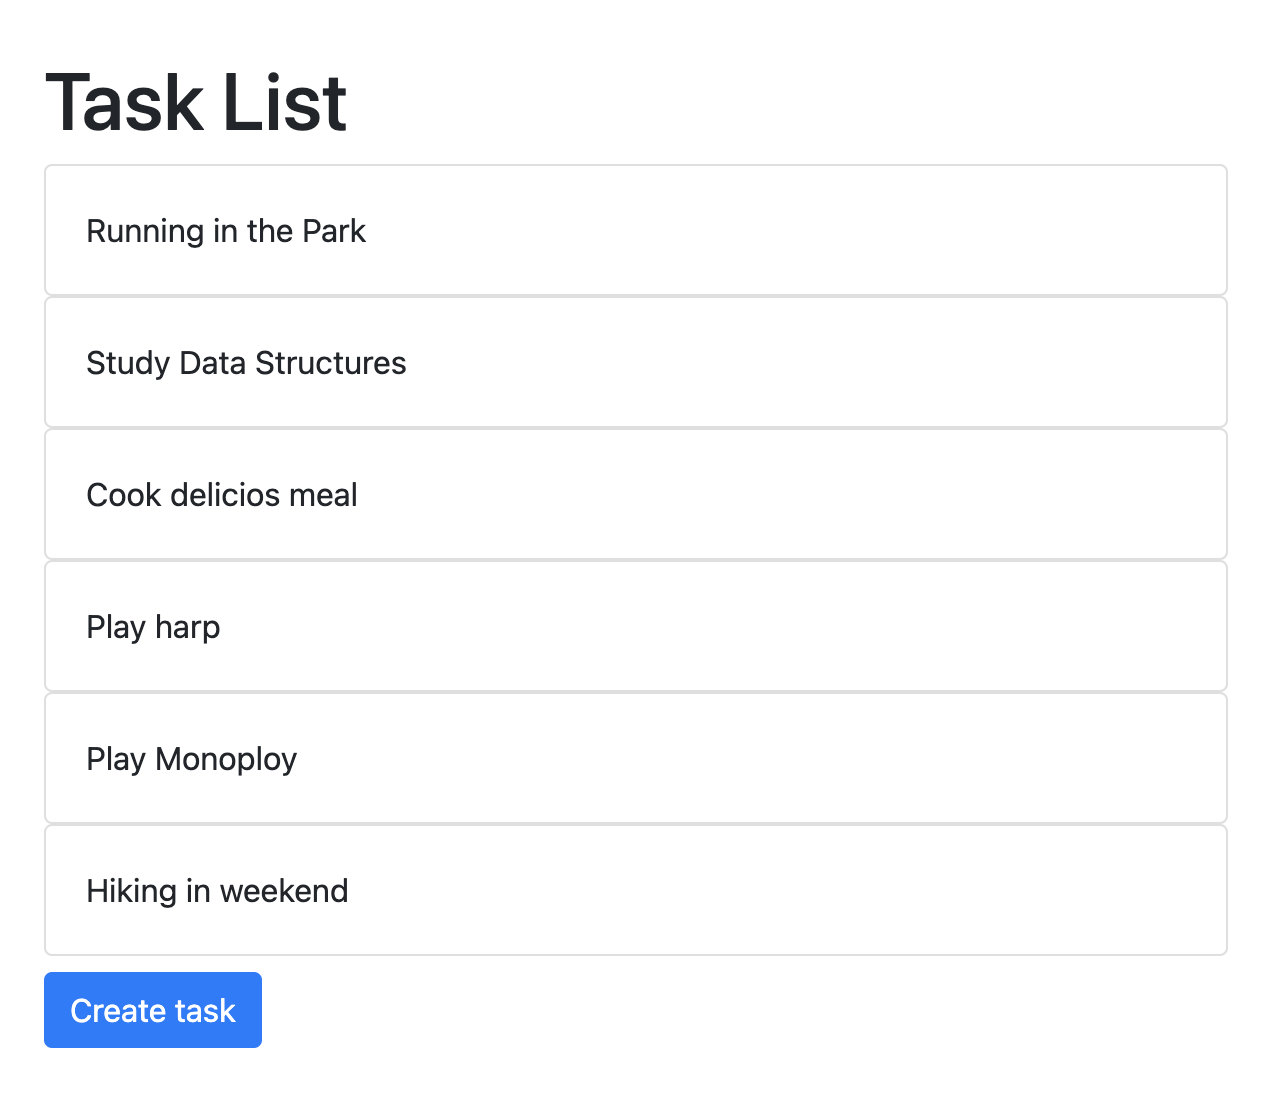 Task List
Running in the Park
Study Data Structures
Cook delicios meal
Play harp
Play Monoploy
Hiking in weekend
Create task